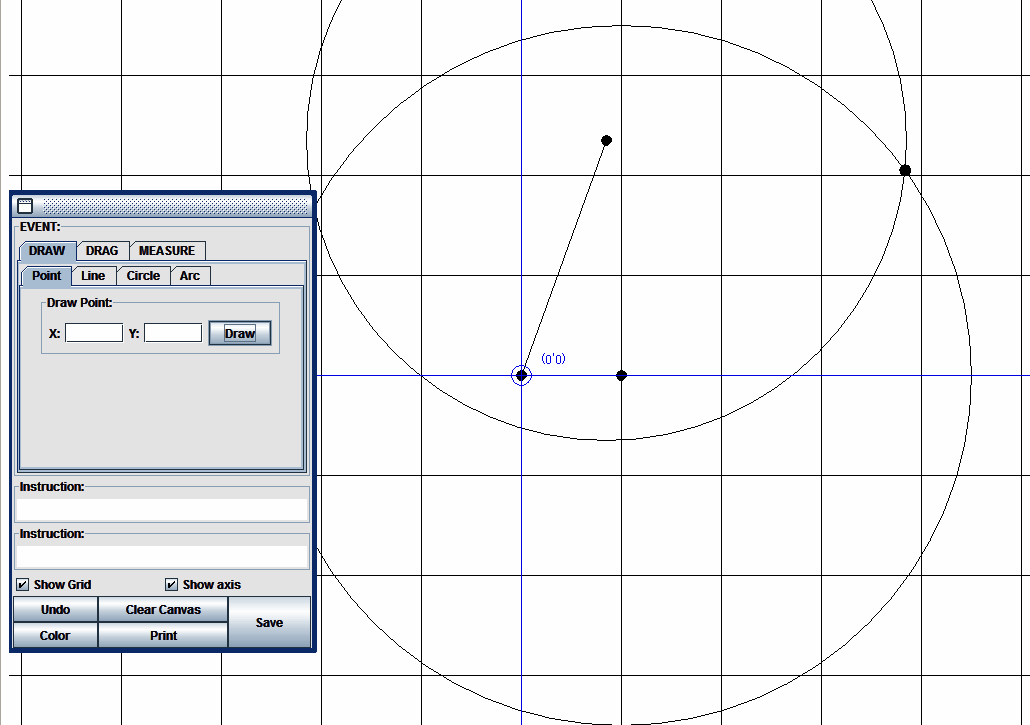 (0'0)
EVENT:
DRAW DRAG MEASURE
Point Line Circle Arc
Draw Point:
X: Y: Draw
Instruction:
Instruction:
Show Grid Show axis
Undo Clear Canvas Save
Color Print